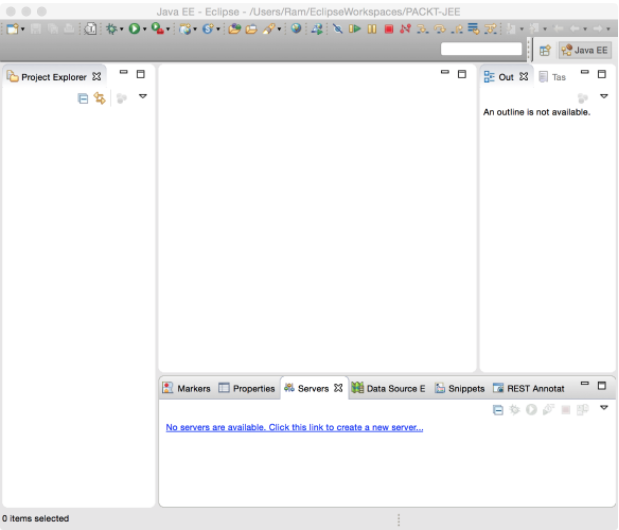 Java EE - Eclipse - /Users/Ram/EclipseWorkspaces/PACKT-JEE
Java EE
Project Explorer
Out Tas
An outline is not available.
Markers Properties Servers Data Source E Snippets REST Annotat
No servers are available. Click this link to create a new server...
0 items selected